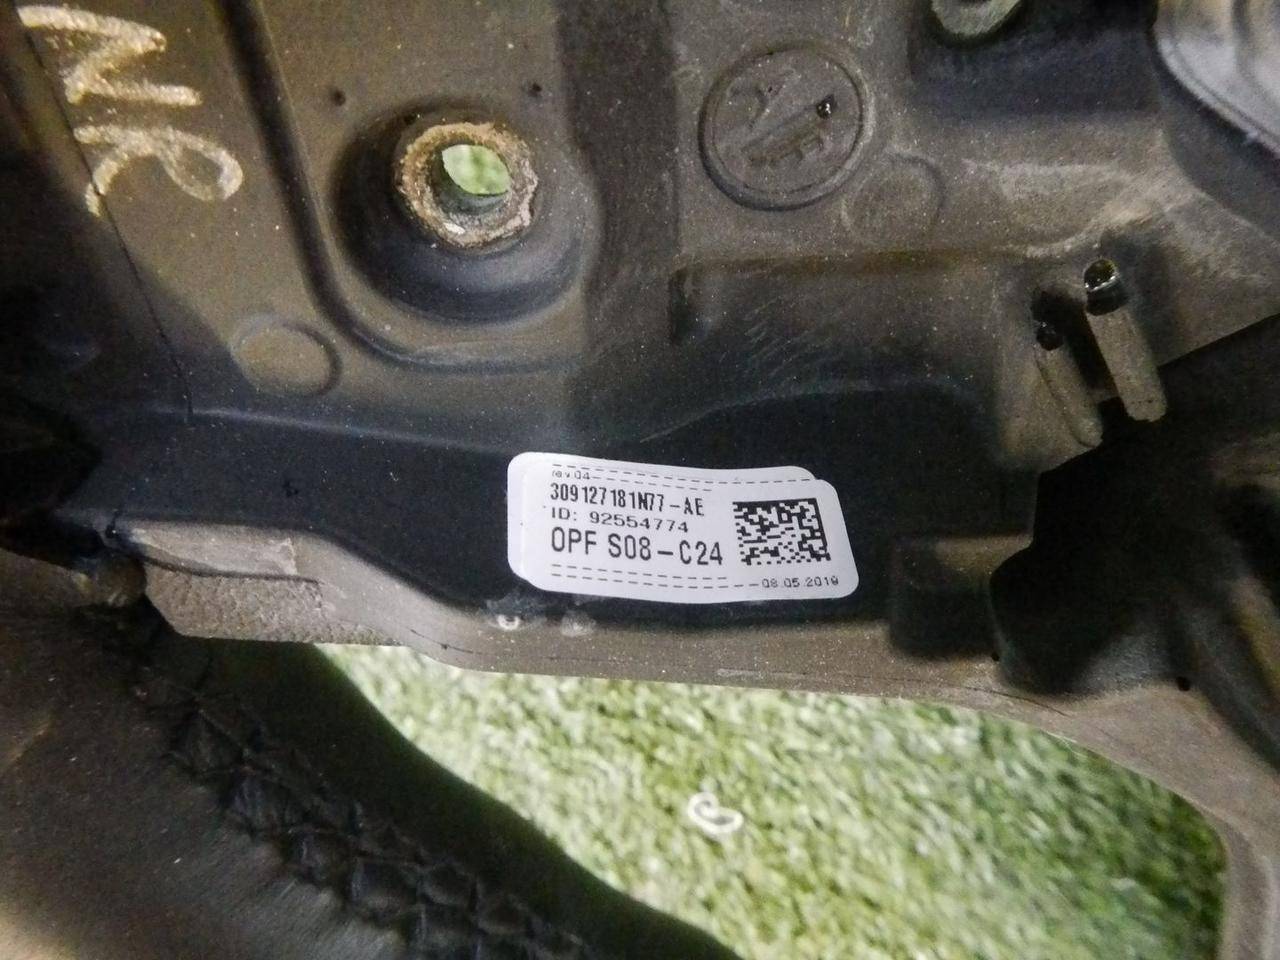 rev.04
309127181N77-AE
ID: 92554774
OPF S08-C24
08.05.2019